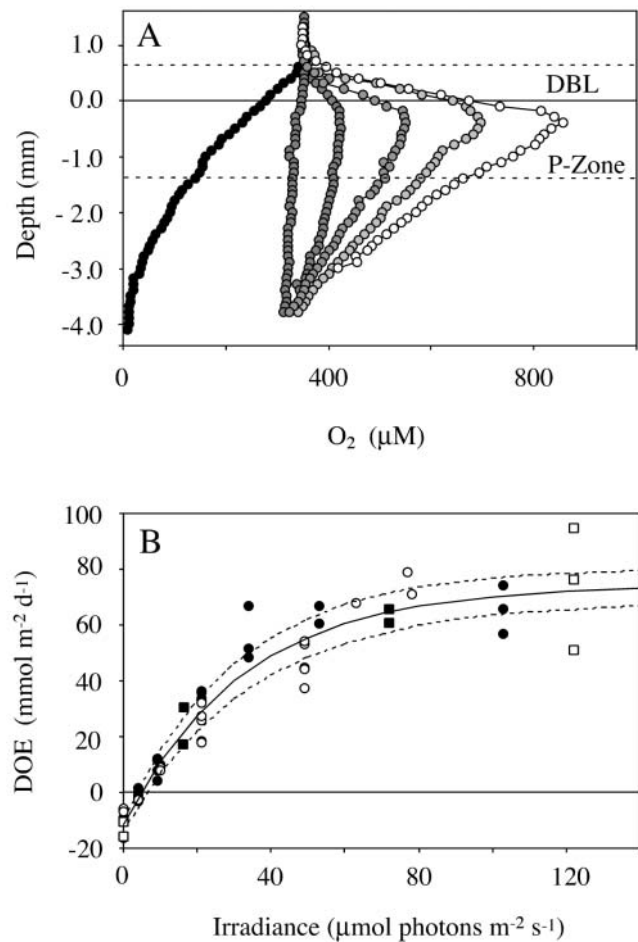 A
1.0
DBL
0.0
P-Zone
-1.0
-2.0
-3.0
-4.0
Depth (mm)
0 400 800
O₂ (µM)
B
100
80
60
40
20
0
-20
DOE (mmol m⁻² d⁻¹)
0 40 80 120
Irradiance (µmol photons m⁻² s⁻¹)